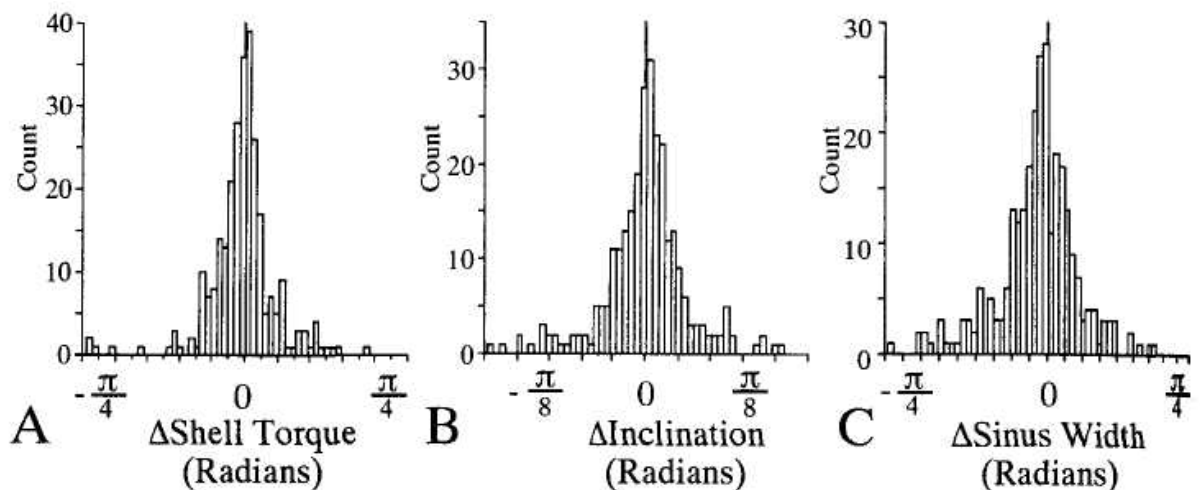 40
30
20
10
0
Count
- π/4
0
π/4
A
ΔShell Torque
(Radians)
30
20
10
0
Count
- π/8
0
π/8
B
ΔInclination
(Radians)
30
20
10
0
Count
- π/4
0
π/4
C
ΔSinus Width
(Radians)